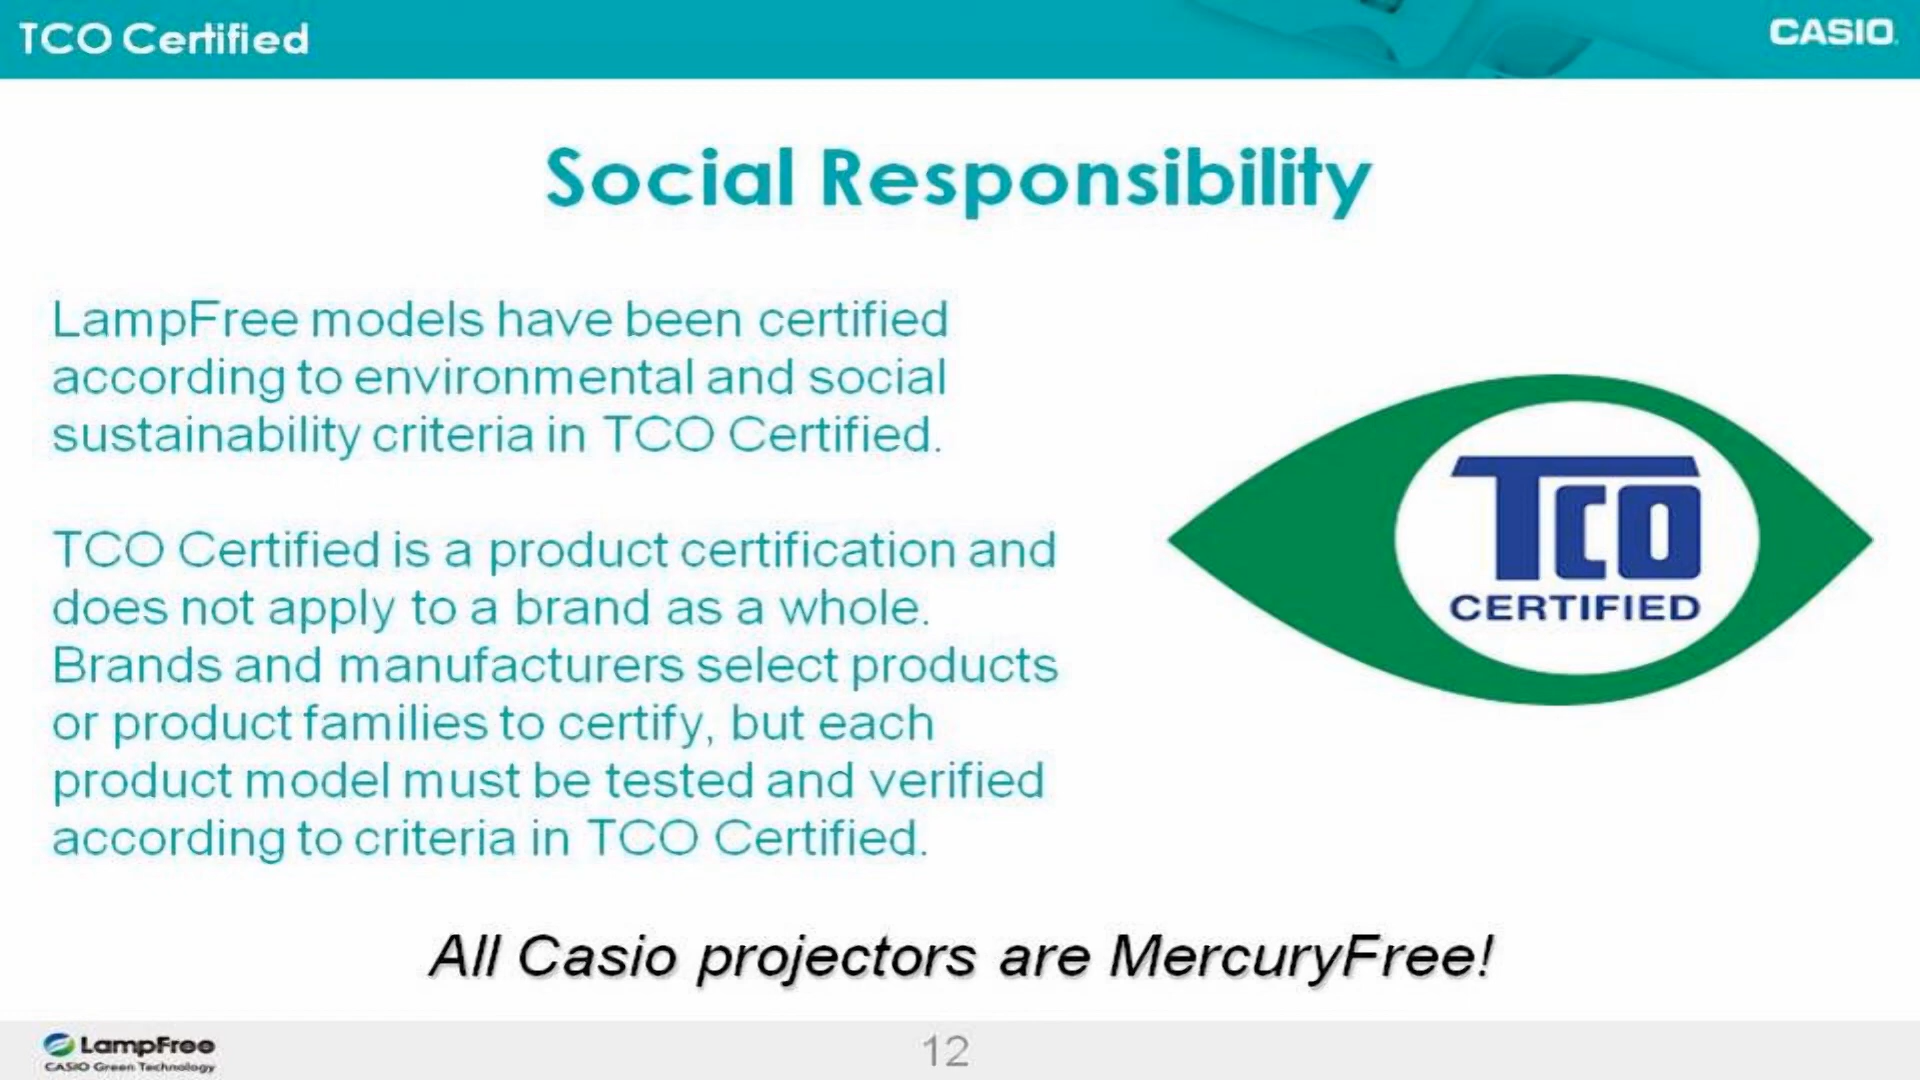 TCO Certified
CASIO
Social Responsibility
LampFree models have been certified
according to environmental and social
sustainability criteria in TCO Certified.
TCO Certified is a product certification and
does not apply to a brand as a whole.
Brands and manufacturers select products
or product families to certify, but each
product model must be tested and verified
according to criteria in TCO Certified.
TCO
CERTIFIED
All Casio projectors are MercuryFree!
LampFree
CASIO Green Technology
12